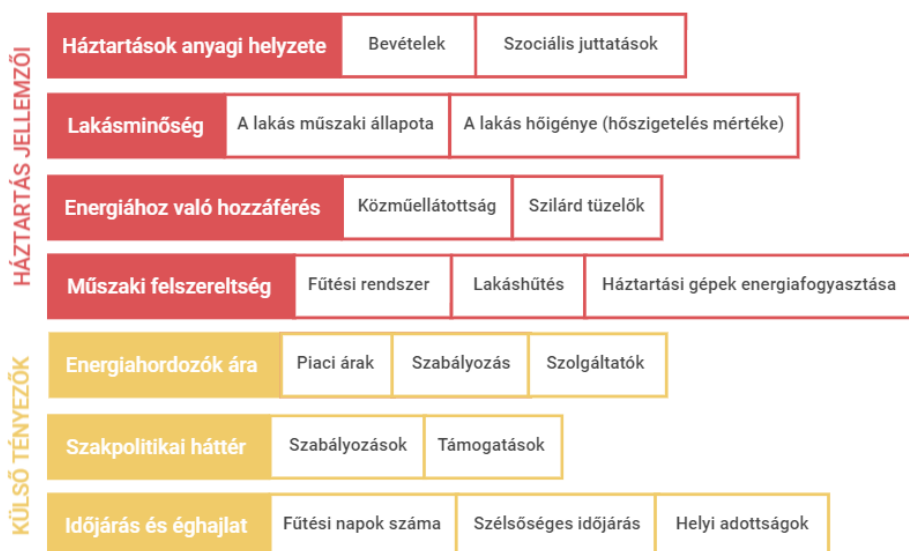 HÁZTARTÁS JELLEMZŐI
Háztartások anyagi helyzete
Bevételek
Szociális juttatások
Lakásminőség
A lakás műszaki állapota
A lakás hőigénye (hőszigetelés mértéke)
Energiához való hozzáférés
Közműellátottság
Szilárd tüzelők
Műszaki felszereltség
Fűtési rendszer
Lakáshűtés
Háztartási gépek energiafogyasztása
KÜLSŐ TÉNYEZŐK
Energiahordozók ára
Piaci árak
Szabályozás
Szolgáltatók
Szakpolitikai háttér
Szabályozások
Támogatások
Időjárás és éghajlat
Fűtési napok száma
Szélsőséges időjárás
Helyi adottságok